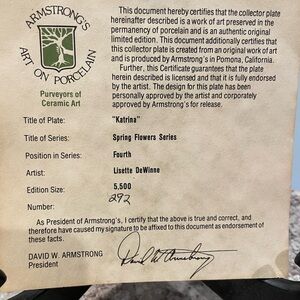 ARMSTRONG'S
ART ON PORCELAIN
Purveyors of
Ceramic Art
This document hereby certifies that the collector plate
hereinafter described is a work of art preserved in the
permanency of porcelain and is an authentic original
limited edition. This document additionally certifies that
this collector plate is created from an original work of art
and is produced by Armstrong's in Pomona, California.
Further, this Certificate guarantees that the plate
herein described is licensed and that it is fully endorsed
by the artist. The design for this plate has been
personally approved by the artist and corporately
approved by Armstrong's for release.
Title of Plate: "Katrina"
Title of Series: Spring Flowers Series
Position in Series: Fourth
Artist: Lisette DeWinne
Edition Size: 5,500
Number: 292
As President of Armstrong's, I certify that the above is true and correct, and
therefore have caused my signature to be affixed to this document as endorsement of
these facts.
DAVID W. ARMSTRONG
President
David W. Armstrong